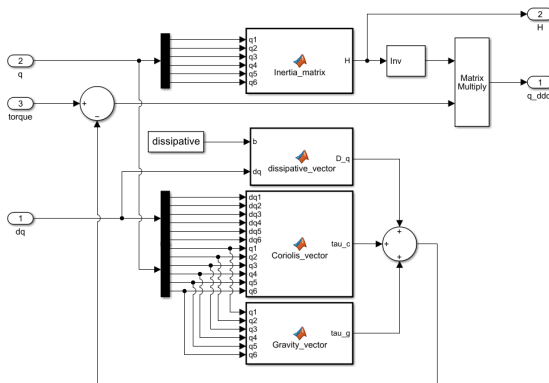 q1
q2
q3
q4
q5
q6
H
Inertia_matrix
2
H
2
q
Inv
Matrix
Multiply
1
q_ddq
3
torque
+
−
dissipative
b
dq
D_q
dissipative_vector
1
dq
dq1
dq2
dq3
dq4
dq5
dq6
q1
q2
q3
q4
q5
q6
tau_c
Coriolis_vector
+
+
+
q1
q2
q3
q4
q5
q6
tau_g
Gravity_vector